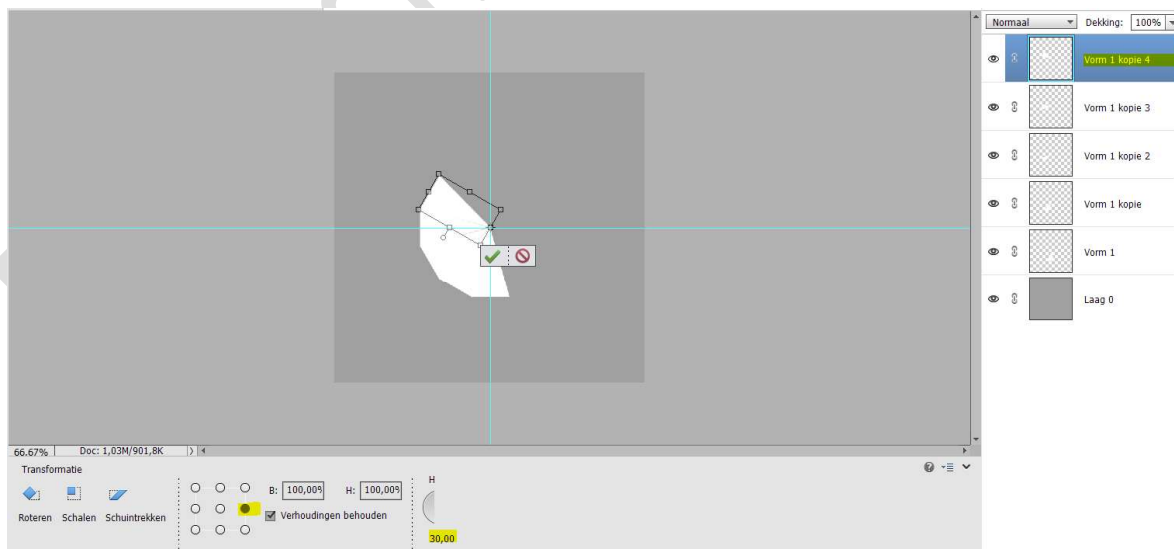 Normaal Dekking: 100%
Vorm 1 kopie 4
Vorm 1 kopie 3
Vorm 1 kopie 2
Vorm 1 kopie
Vorm 1
Laag 0
66.67% Doc: 1,03M/901,8K
Transformatie
B: 100,00% H: 100,00% H
Roteren Schalen Schuintrekken Verhoudingen behouden
30,00